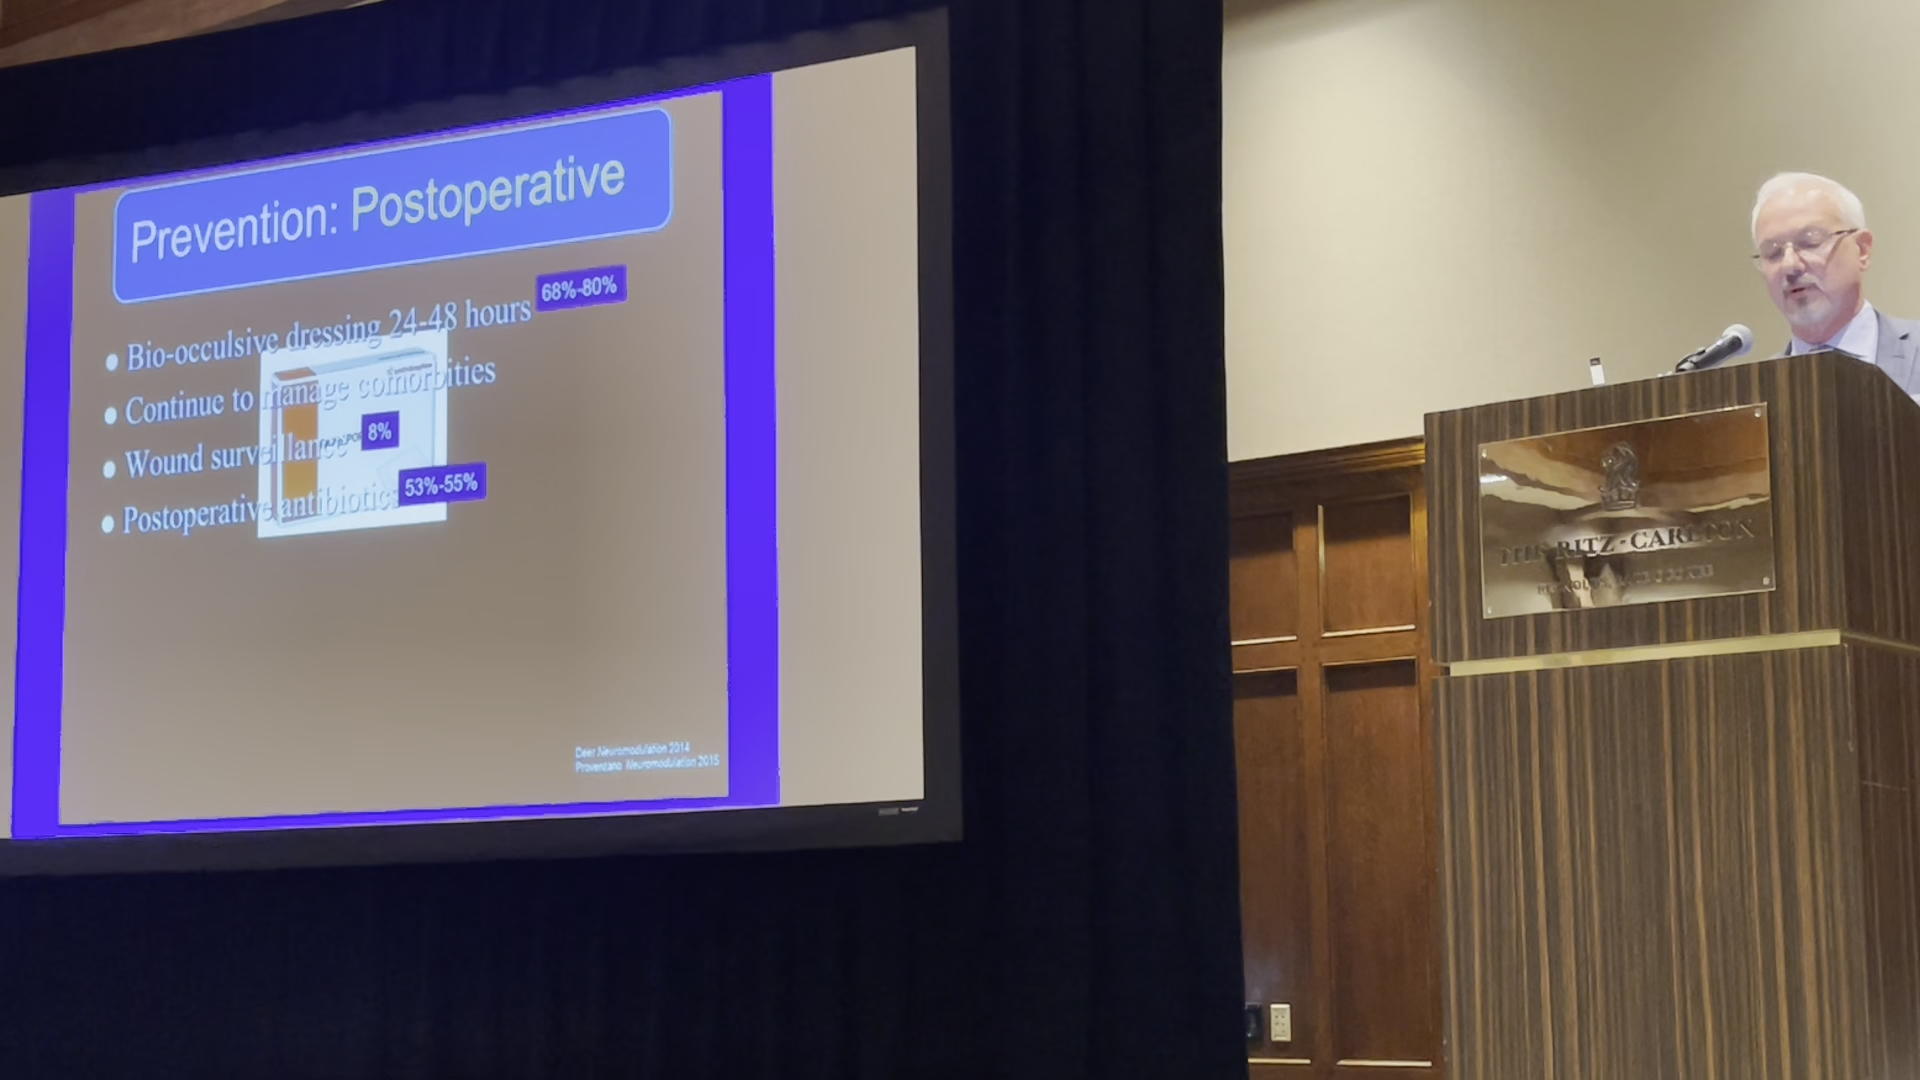 Prevention: Postoperative
Bio-occulsive dressing 24-48 hours 68%-80%
Continue to manage comorbities
Wound surveillance 8%
Postoperative antibiotics 53%-55%
Deer Neuromodulation 2014
Provenzano Neuromodulation 2015
THE RITZ-CARLTON